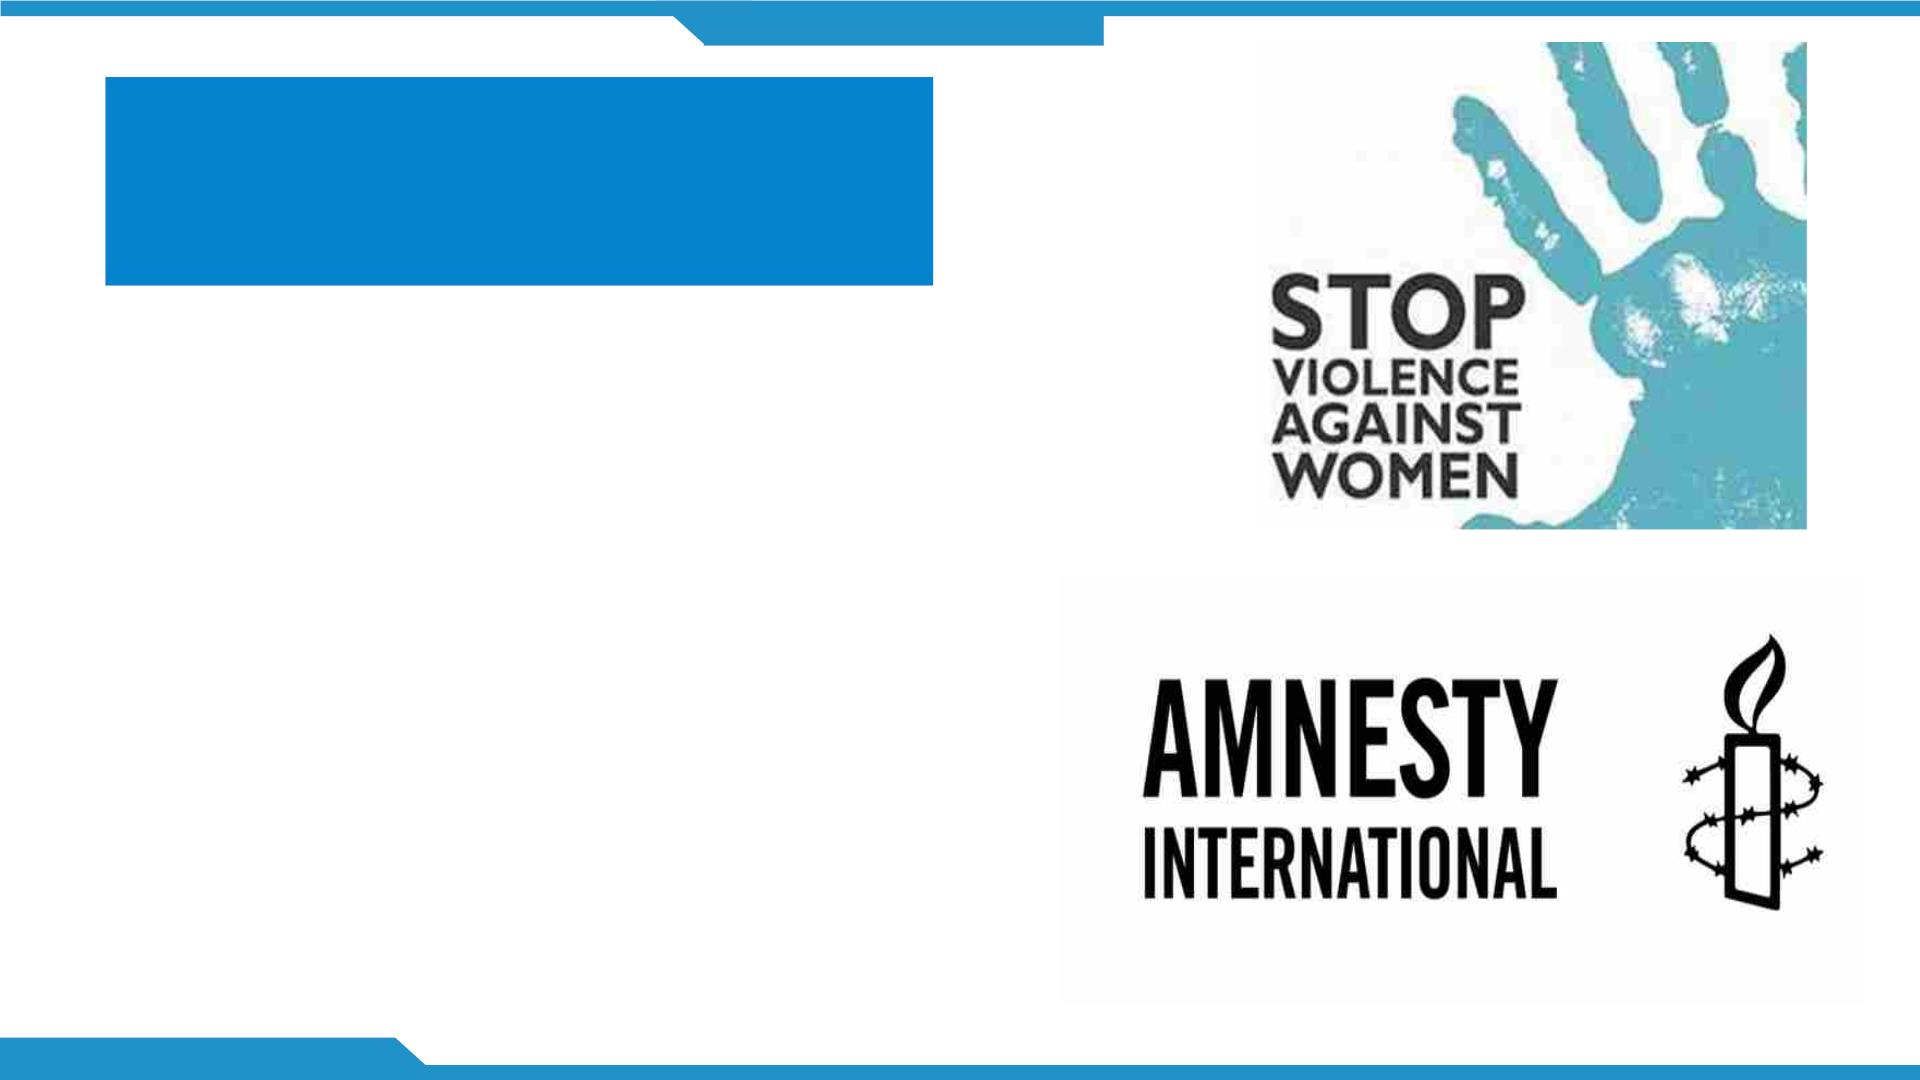 STOP
VIOLENCE
AGAINST
WOMEN
AMNESTY
INTERNATIONAL